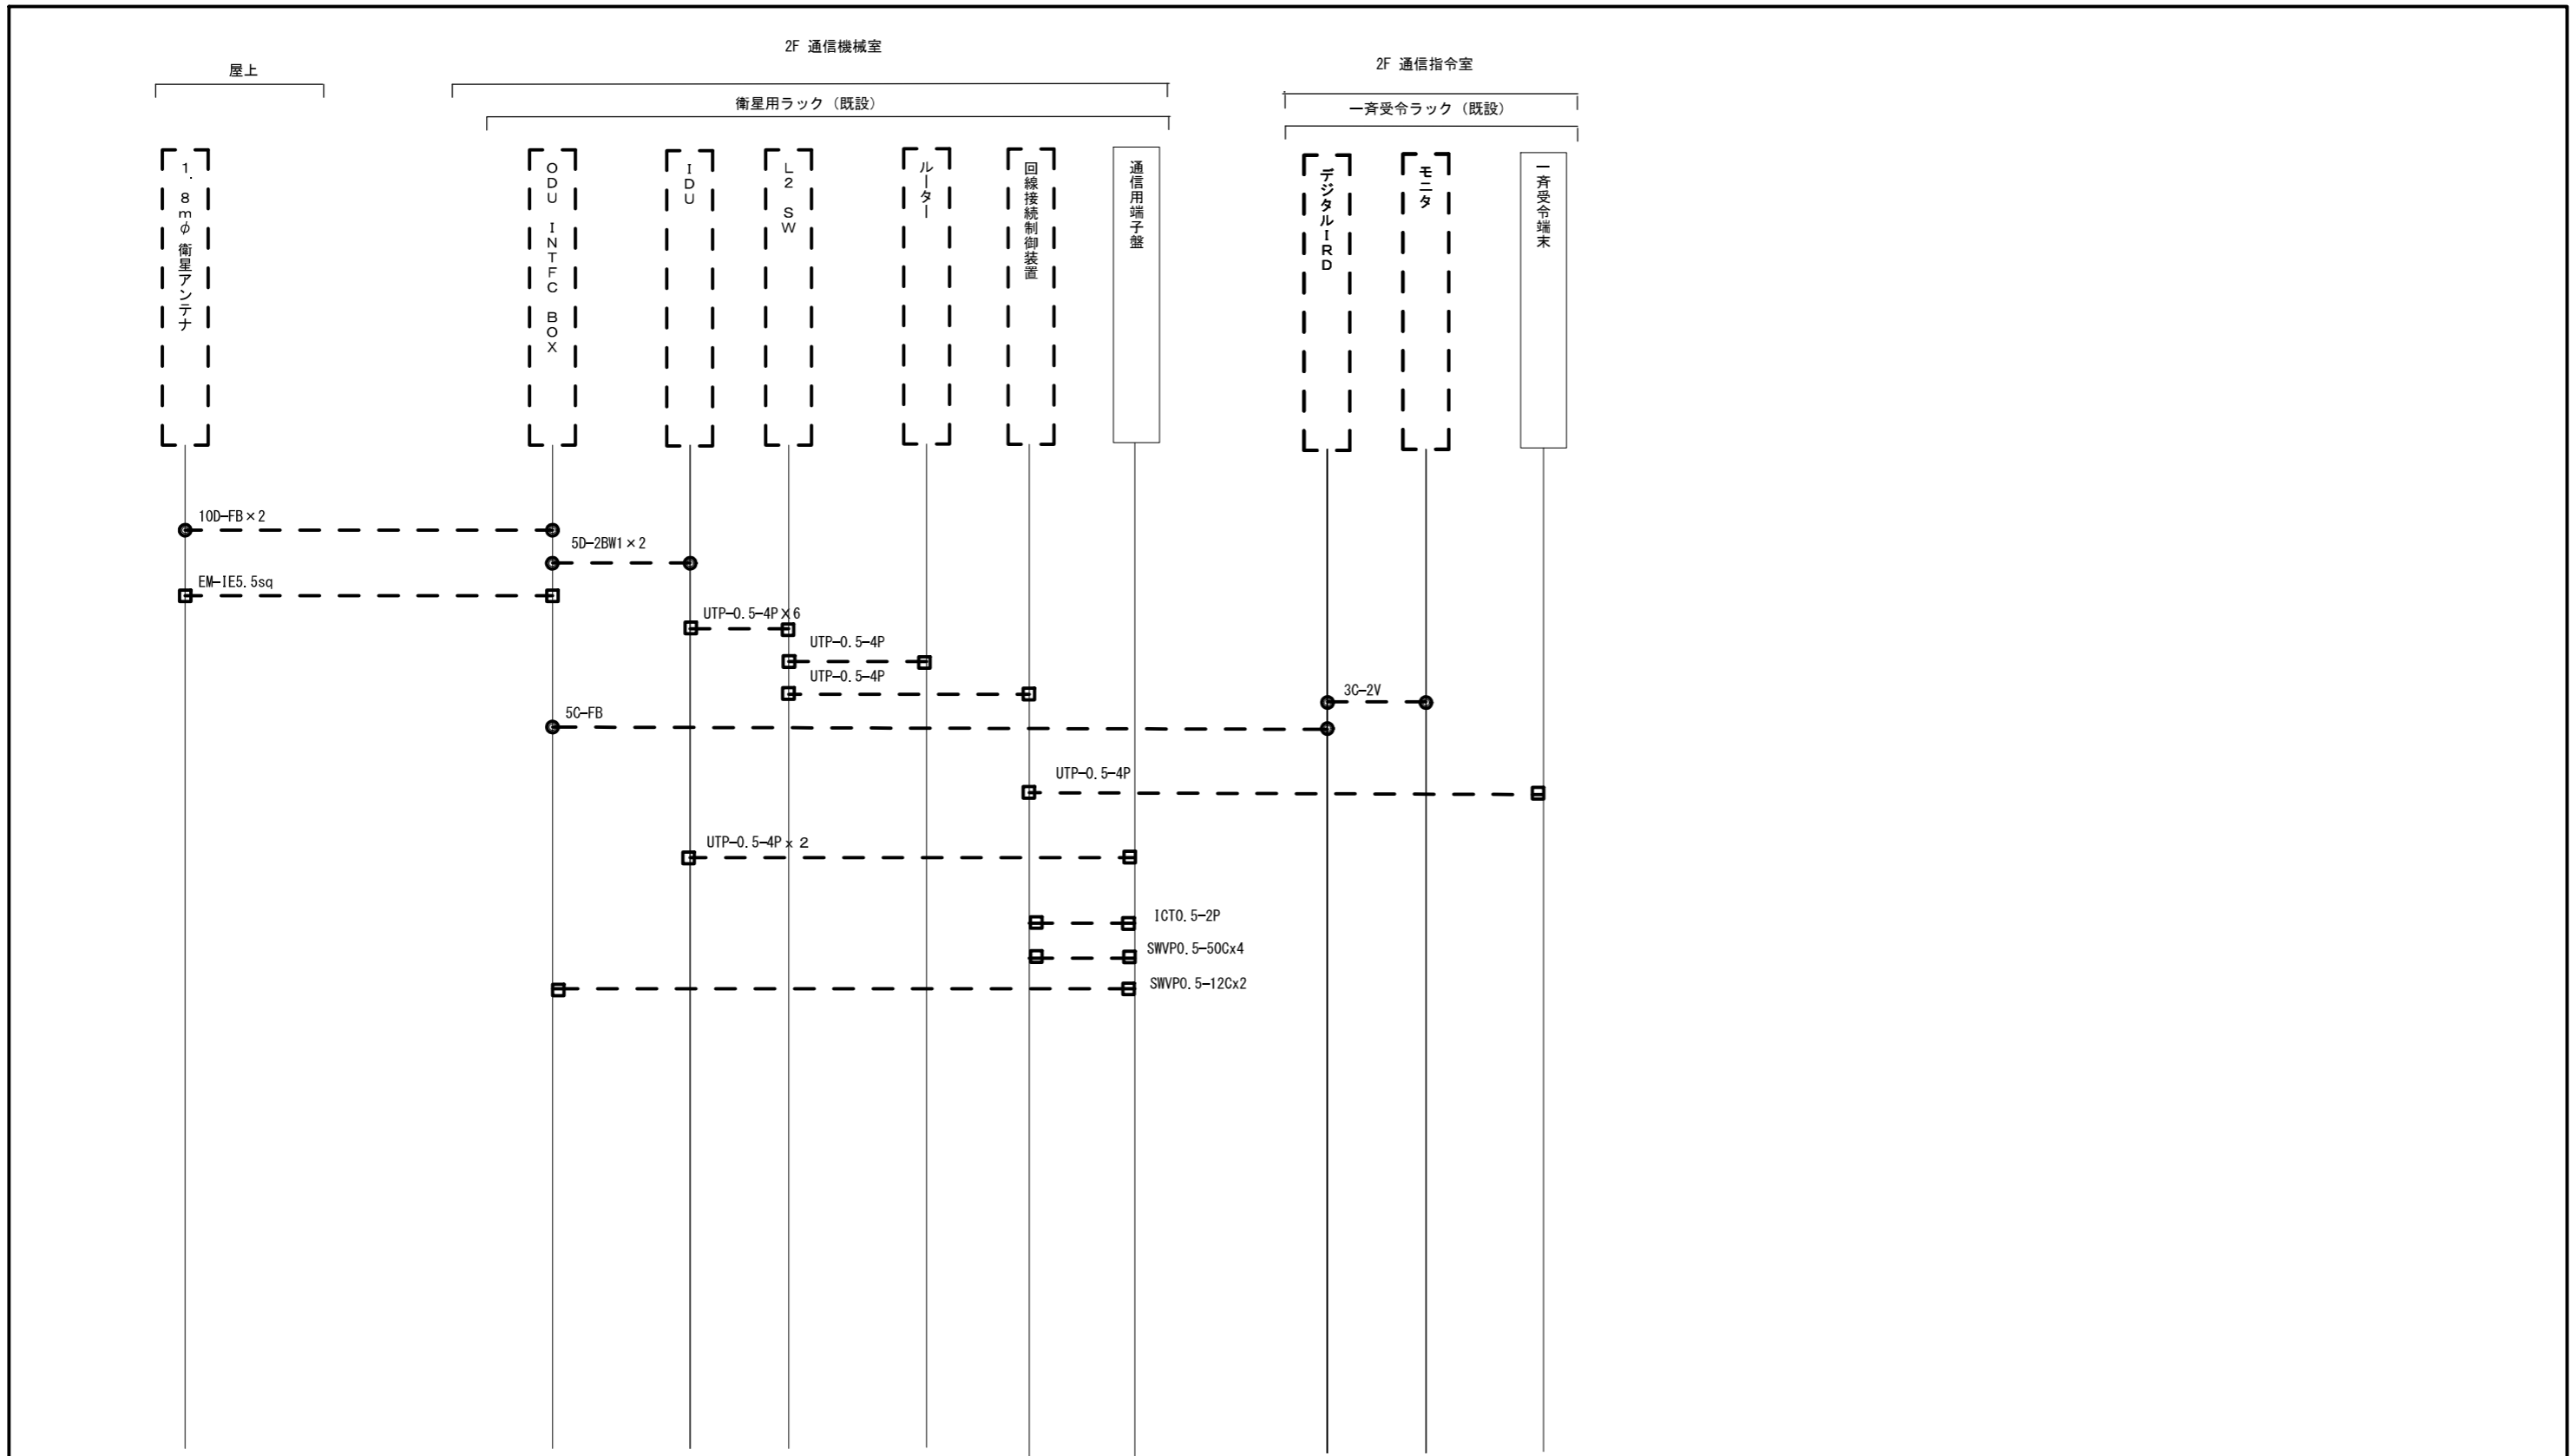 2F 通信機械室
2F 通信指令室
屋上
衛星用ラック（既設）
一斉受令ラック（既設）
１．８ｍφ衛星アンテナ
ＯＤＵ ＩＮＴＦＣ ＢＯＸ
ＩＤＵ
Ｌ２ ＳＷ
ルーター
回線接続制御装置
通信用端子盤
デジタルＩＲＤ
モニタ
一斉受令端末
10D-FB×2
5D-2BW1×2
EM-IE5.5sq
UTP-0.5-4P×6
UTP-0.5-4P
UTP-0.5-4P
3C-2V
5C-FB
UTP-0.5-4P
UTP-0.5-4P×２
ICT0.5-2P
SWVP0.5-50Cx4
SWVP0.5-12Cx2